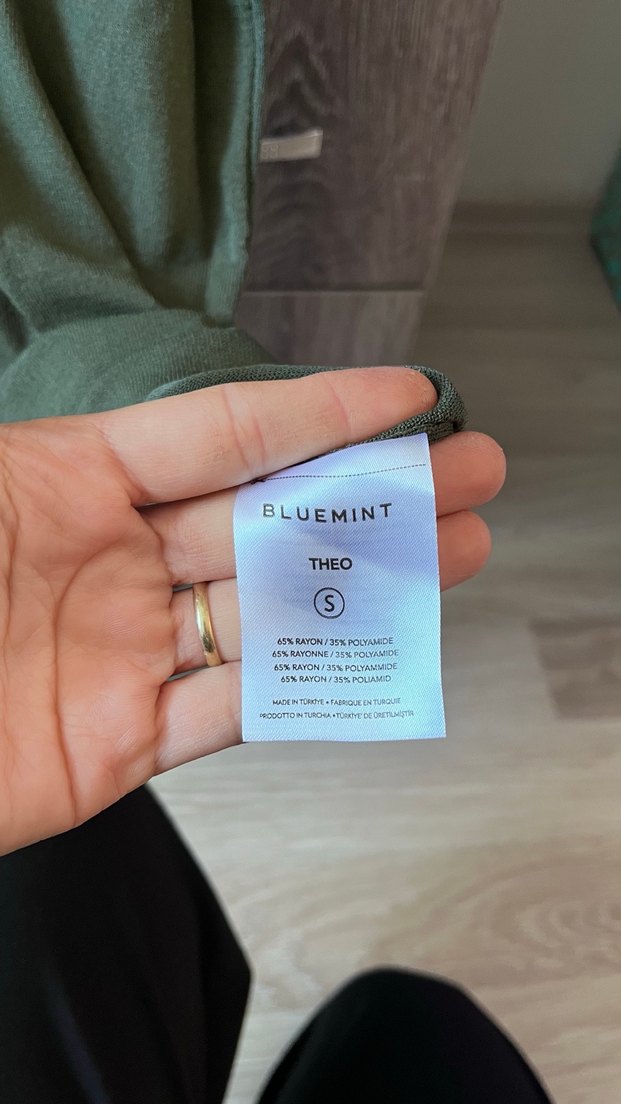 BLUEMINT
THEO
S
65% RAYON / 35% POLYAMIDE
65% RAYONNE / 35% POLYAMIDE
65% RAYON / 35% POLYAMMIDE
65% RAYON / 35% POLIAMID
MADE IN TÜRKİYE • FABRIQUE EN TURQUIE
PRODOTTO IN TURCHIA • TÜRKİYE' DE ÜRETİLMİŞTİR